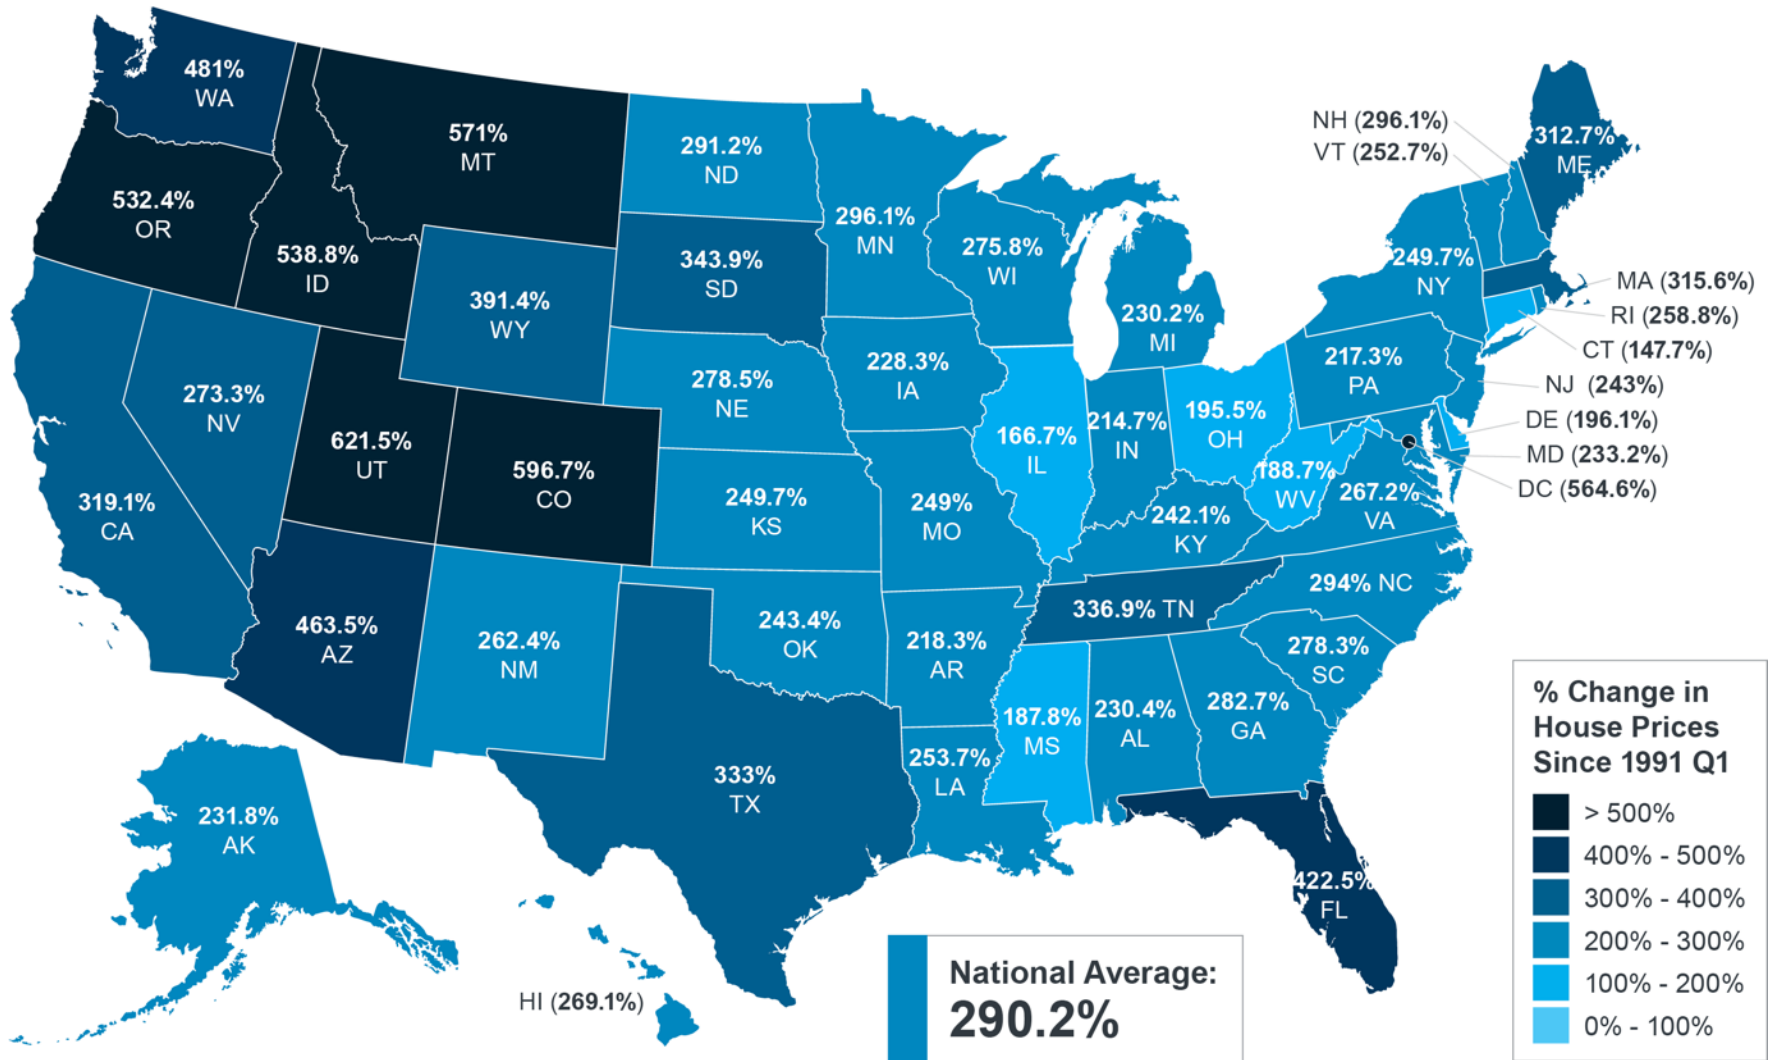 481%
WA
571%
MT
291.2%
ND
532.4%
OR
538.8%
ID
343.9%
SD
296.1%
MN
275.8%
WI
391.4%
WY
230.2%
MI
NH (296.1%)
VT (252.7%)
312.7%
ME
249.7%
NY
MA (315.6%)
RI (258.8%)
CT (147.7%)
NJ (243%)
DE (196.1%)
MD (233.2%)
DC (564.6%)
273.3%
NV
278.5%
NE
228.3%
IA
217.3%
PA
319.1%
CA
621.5%
UT
596.7%
CO
249.7%
KS
249%
MO
166.7%
IL
214.7%
IN
195.5%
OH
188.7%
WV
267.2%
VA
242.1%
KY
463.5%
AZ
262.4%
NM
243.4%
OK
218.3%
AR
336.9% TN
294% NC
278.3%
SC
333%
TX
253.7%
LA
187.8%
MS
230.4%
AL
282.7%
GA
422.5%
FL
231.8%
AK
HI (269.1%)
National Average:
290.2%
% Change in
House Prices
Since 1991 Q1
> 500%
400% - 500%
300% - 400%
200% - 300%
100% - 200%
0% - 100%